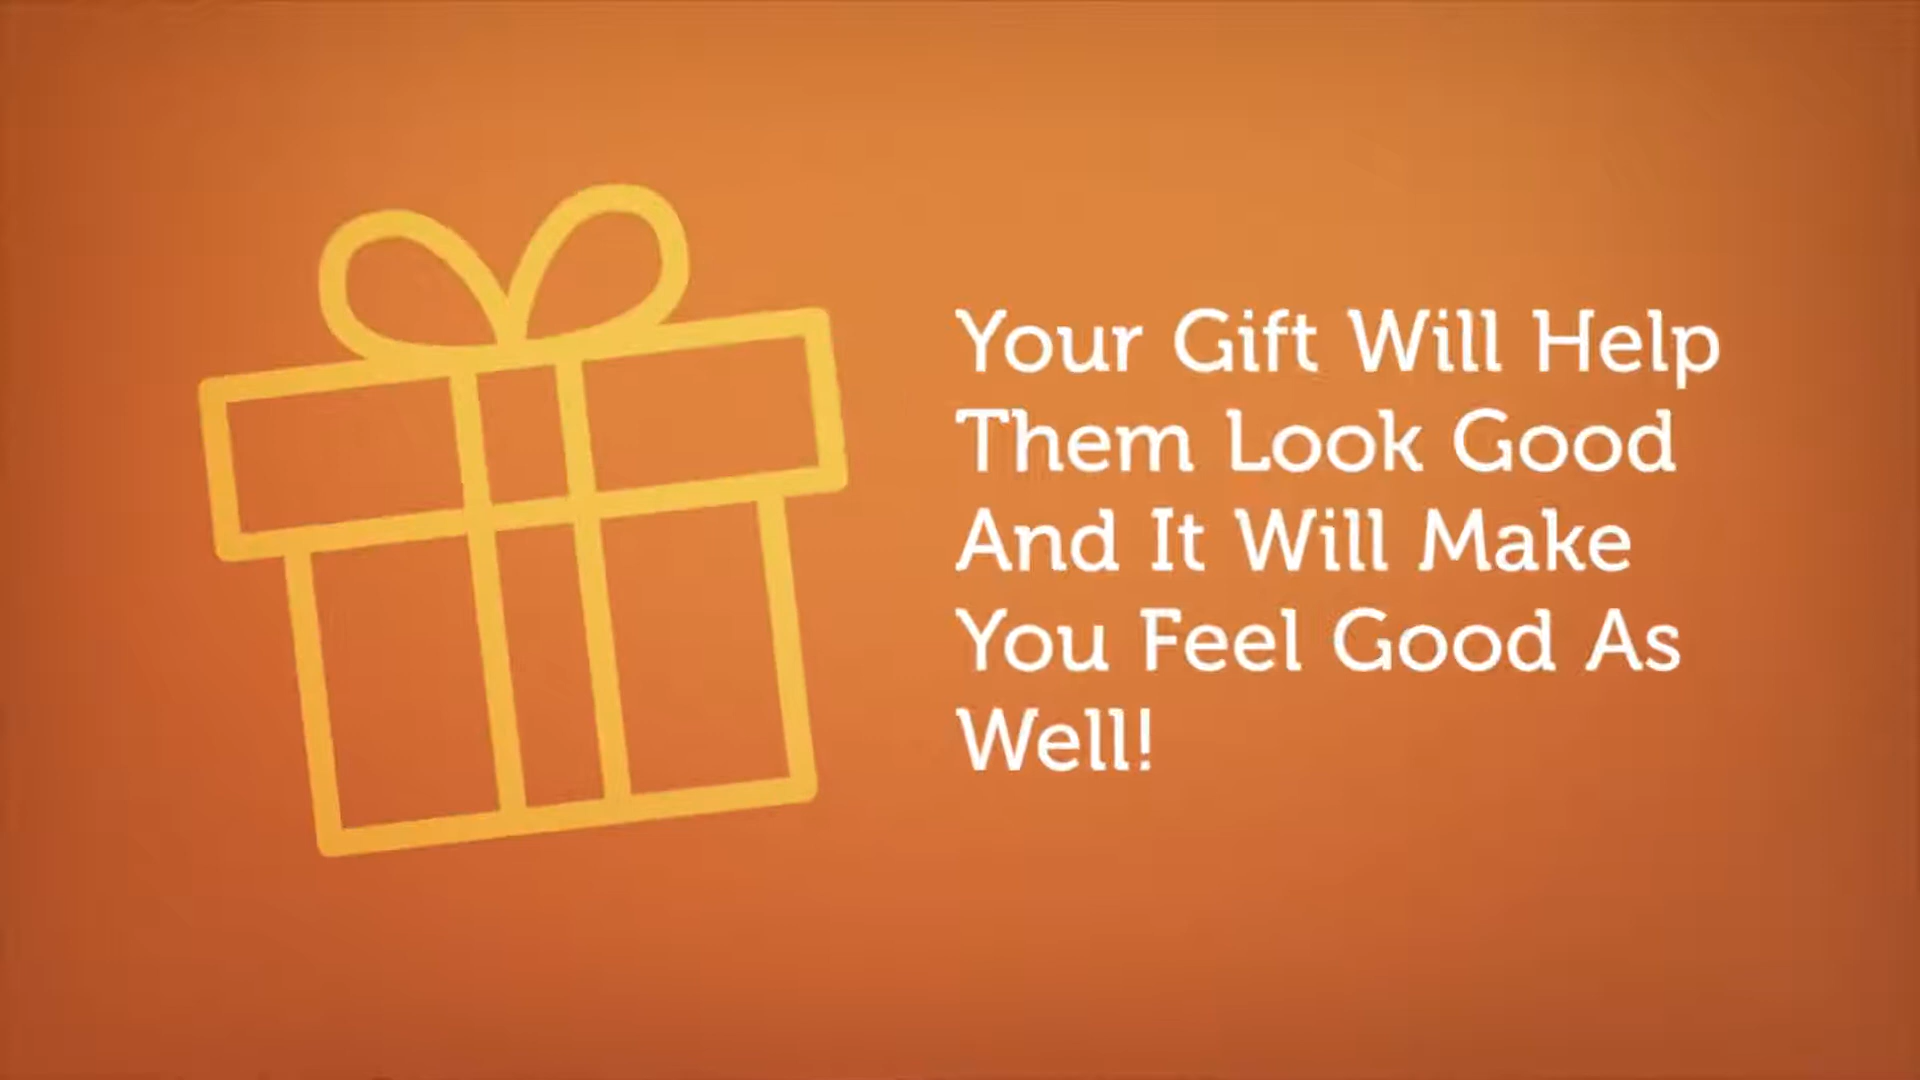 Your Gift Will Help
Them Look Good
And It Will Make
You Feel Good As
Well!